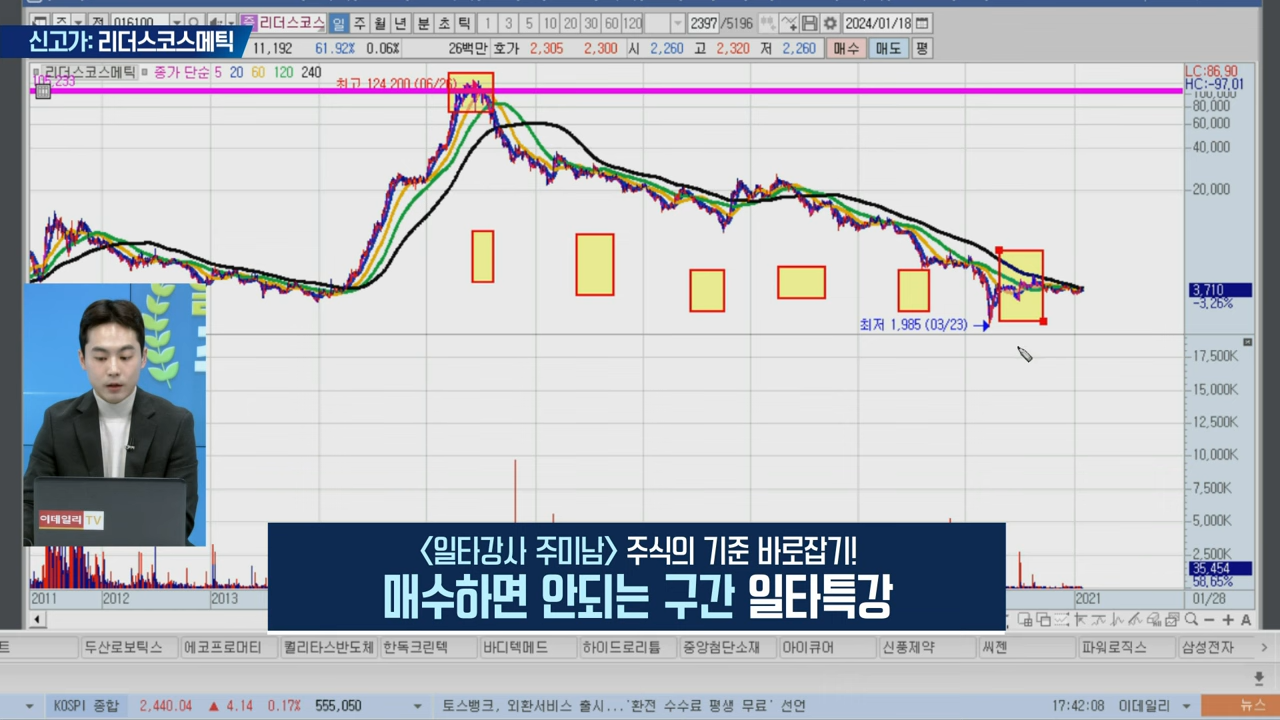 016100
리더스코스
일 주 월 년 분 초 틱 1 3 5 10 20 30 60 120
2397 /5196
2024/01/18
신고가: 리더스코스메틱
11,192 61.92% 0.06% 26백만 호가 2,305 2,300 시 2,260 고 2,320 저 2,260 매수 매도 평
리더스코스메틱 종가 단순 5 20 60 120 240
105,233
최고 124,200 (06/26)
LC:86,90
HC:-97,01
100,000
80,000
60,000
40,000
20,000
3,710
-3,26%
최저 1,985 (03/23)
17,500K
15,000K
12,500K
10,000K
7,500K
5,000K
2,500K
35,454
58,65%
이데일리 TV
<일타강사 주미남> 주식의 기준 바로잡기!
매수하면 안되는 구간 일타특강
2011 2012 2013 2021 01/28
트 두산로보틱스 에코프로머티 퀄리타스반도체 한독크린텍 바디텍메드 하이드로리튬 중앙첨단소재 아이큐어 신풍제약 씨젠 파워로직스 삼성전자
KOSPI 종합 2,440.04 ▲ 4.14 0.17% 555,050 토스뱅크, 외환서비스 출시...'환전 수수료 평생 무료' 선언 17:42:08 이데일리 뉴스